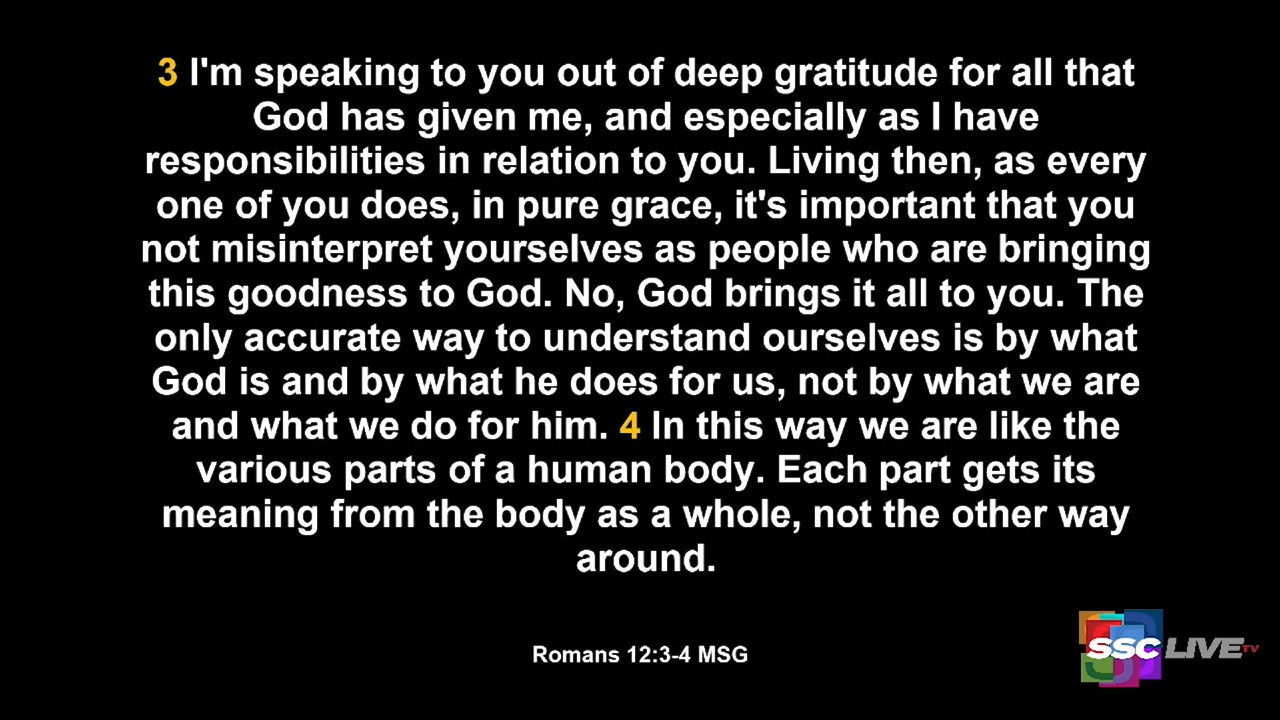 3 I'm speaking to you out of deep gratitude for all that
God has given me, and especially as I have
responsibilities in relation to you. Living then, as every
one of you does, in pure grace, it's important that you
not misinterpret yourselves as people who are bringing
this goodness to God. No, God brings it all to you. The
only accurate way to understand ourselves is by what
God is and by what he does for us, not by what we are
and what we do for him. 4 In this way we are like the
various parts of a human body. Each part gets its
meaning from the body as a whole, not the other way
around.
Romans 12:3-4 MSG
SSC LIVE TV